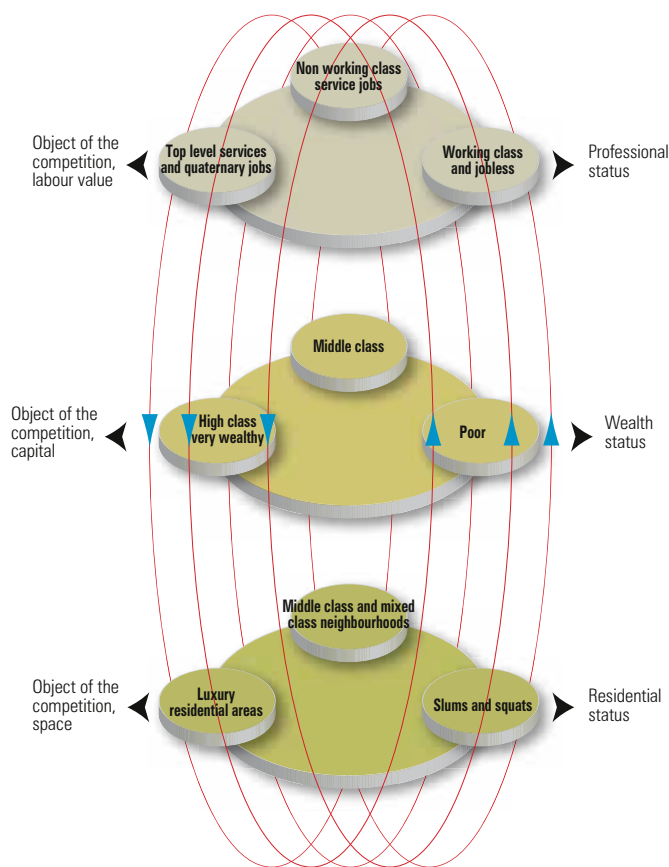 Non working class
service jobs
Object of the
competition,
labour value
Top level services
and quaternary jobs
Working class
and jobless
Professional
status
Middle class
Object of the
competition,
capital
High class
very wealthy
Poor
Wealth
status
Middle class and mixed
class neighbourhoods
Object of the
competition,
space
Luxury
residential areas
Slums and squats
Residential
status